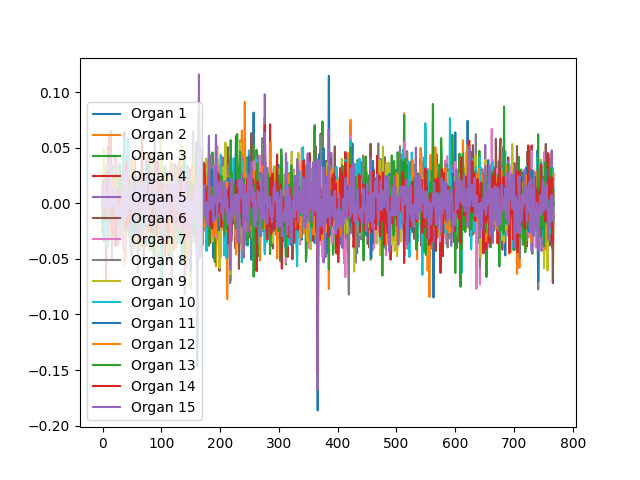 0.10
0.05
0.00
−0.05
−0.10
−0.15
−0.20
Organ 1
Organ 2
Organ 3
Organ 4
Organ 5
Organ 6
Organ 7
Organ 8
Organ 9
Organ 10
Organ 11
Organ 12
Organ 13
Organ 14
Organ 15
0 100 200 300 400 500 600 700 800